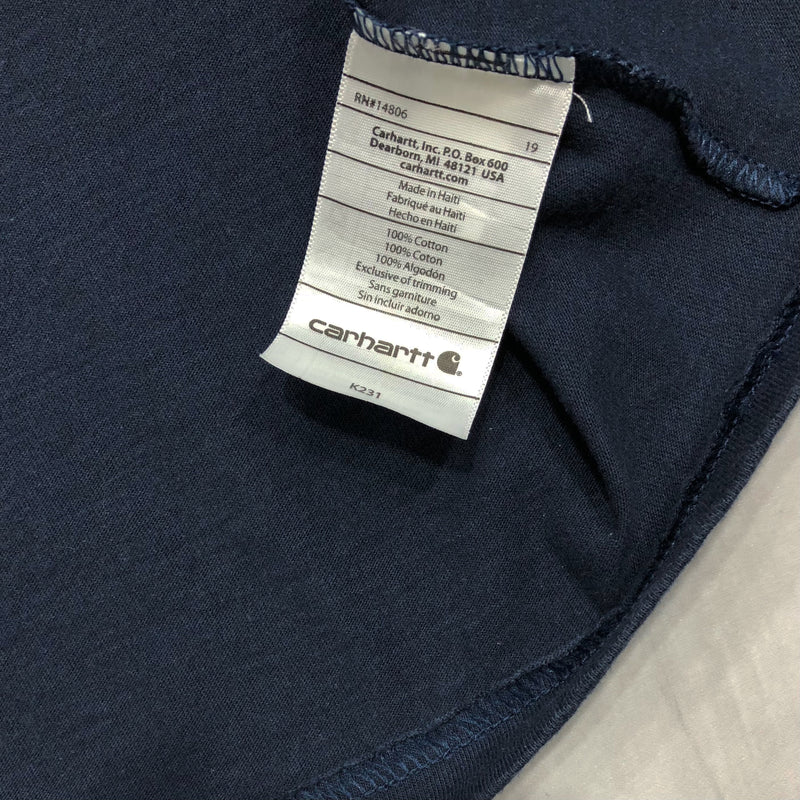 RN#14806
19
Carhartt, Inc. P.O. Box 600
Dearborn, MI 48121 USA
carhartt.com
Made in Haiti
Fabriqué au Haïti
Hecho en Haití
100% Cotton
100% Coton
100% Algodón
Exclusive of trimming
Sans garniture
Sin incluir adorno
carhartt
K231